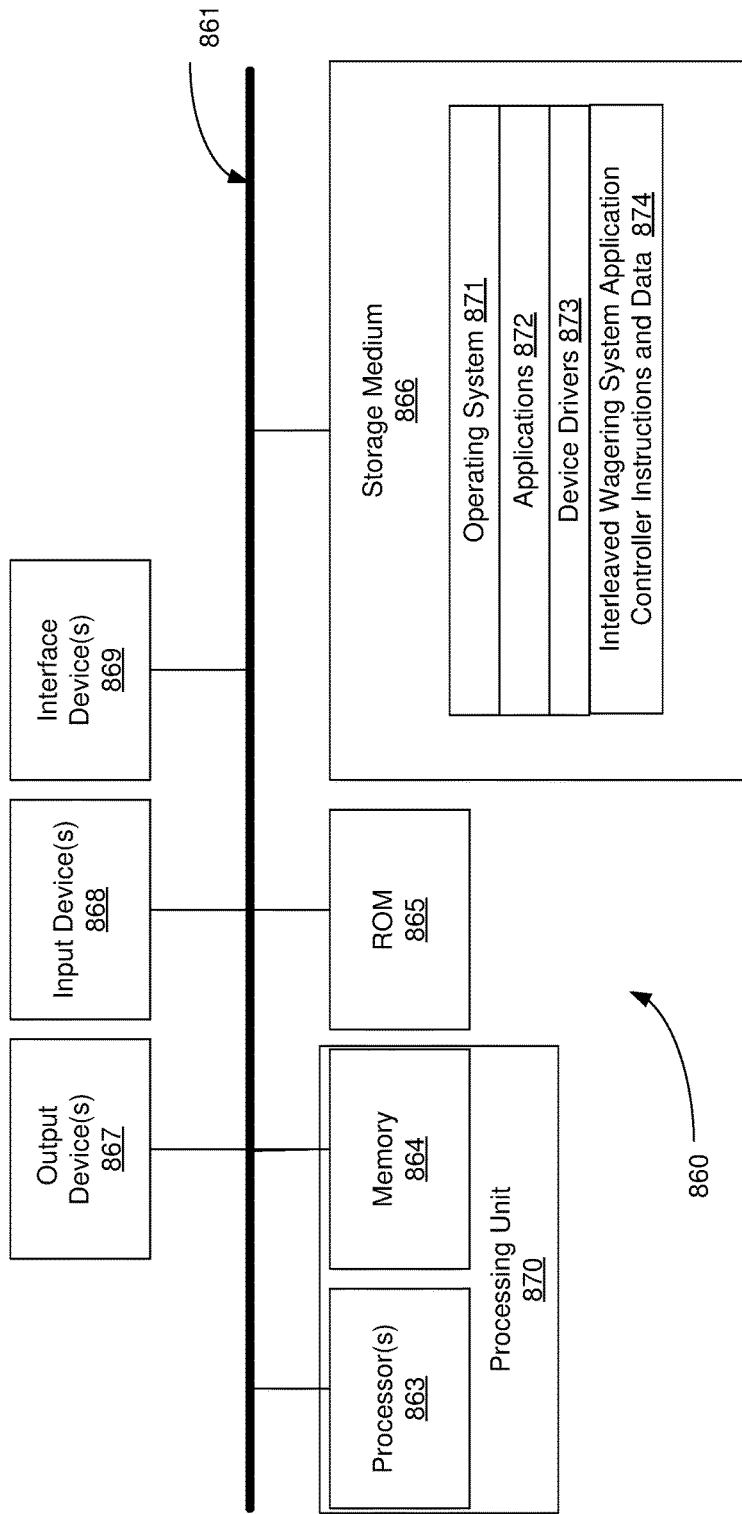 861
Output
Device(s)
867
Input Device(s)
868
Interface
Device(s)
869
Processor(s)
863
Memory
864
Processing Unit
870
ROM
865
Storage Medium
866
Operating System 871
Applications 872
Device Drivers 873
Interleaved Wagering System Application
Controller Instructions and Data 874
860